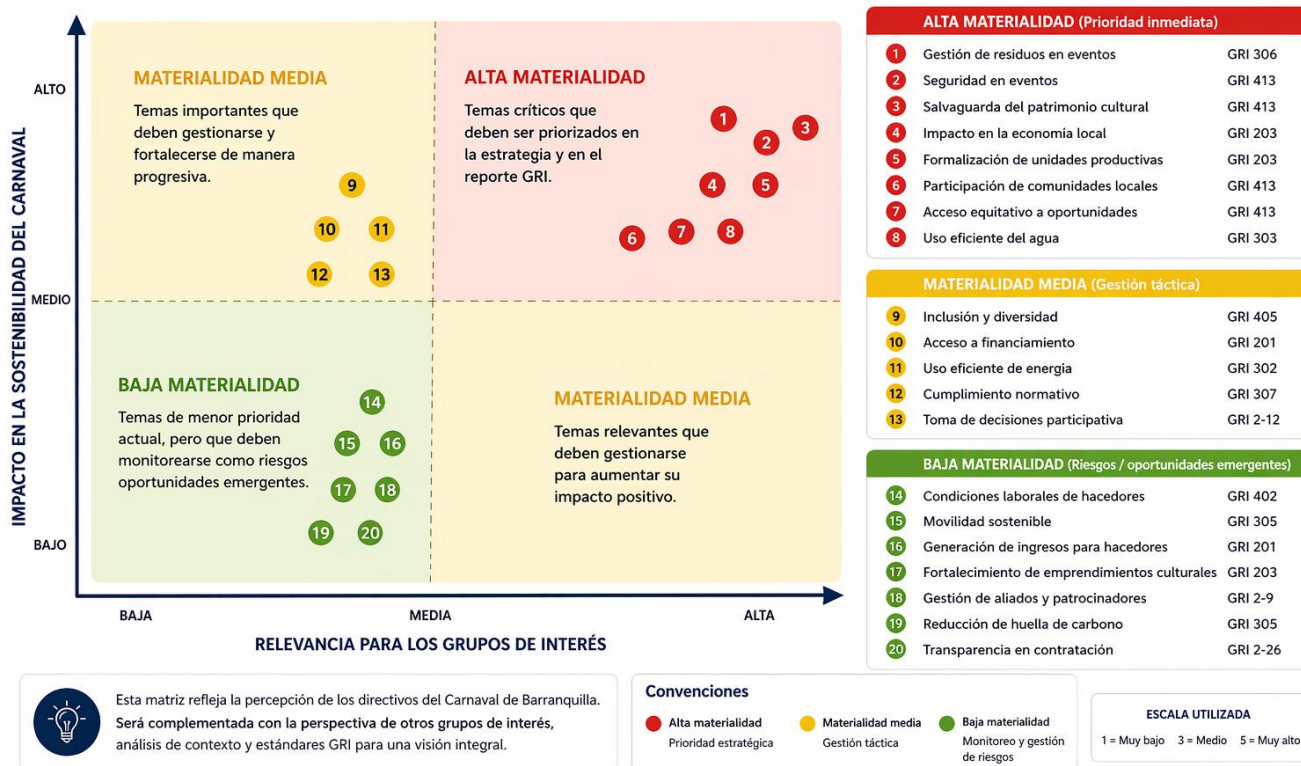 IMPACTO EN LA SOSTENIBILIDAD DEL CARNAVAL
ALTO
MEDIO
BAJO
MATERIALIDAD MEDIA
Temas importantes que
deben gestionarse y
fortalecerse de manera
progresiva.
9
10
11
12
13
ALTA MATERIALIDAD
Temas críticos que
deben ser priorizados en
la estrategia y en el
reporte GRI.
1
2
3
4
5
6
7
8
BAJA MATERIALIDAD
Temas de menor prioridad
actual, pero que deben
monitorearse como riesgos
oportunidades emergentes.
14
15
16
17
18
19
20
MATERIALIDAD MEDIA
Temas relevantes que
deben gestionarse
para aumentar su
impacto positivo.
BAJA
MEDIA
ALTA
RELEVANCIA PARA LOS GRUPOS DE INTERÉS
ALTA MATERIALIDAD (Prioridad inmediata)
1 Gestión de residuos en eventos GRI 306
2 Seguridad en eventos GRI 413
3 Salvaguarda del patrimonio cultural GRI 413
4 Impacto en la economía local GRI 203
5 Formalización de unidades productivas GRI 203
6 Participación de comunidades locales GRI 413
7 Acceso equitativo a oportunidades GRI 413
8 Uso eficiente del agua GRI 303
MATERIALIDAD MEDIA (Gestión táctica)
9 Inclusión y diversidad GRI 405
10 Acceso a financiamiento GRI 201
11 Uso eficiente de energia GRI 302
12 Cumplimiento normativo GRI 307
13 Toma de decisiones participativa GRI 2-12
BAJA MATERIALIDAD (Riesgos / oportunidades emergentes)
14 Condiciones laborales de hacedores GRI 402
15 Movilidad sostenible GRI 305
16 Generación de ingresos para hacedores GRI 201
17 Fortalecimiento de emprendimientos culturales GRI 203
18 Gestión de aliados y patrocinadores GRI 2-9
19 Reducción de huella de carbono GRI 305
20 Transparencia en contratación GRI 2-26
Esta matriz refleja la percepción de los directivos del Carnaval de Barranquilla.
Será complementada con la perspectiva de otros grupos de interés,
análisis de contexto y estándares GRI para una visión integral.
Convenciones
Alta materialidad
Prioridad estratégica
Materialidad media
Gestión táctica
Baja materialidad
Monitoreo y gestión
de riesgos
ESCALA UTILIZADA
1 = Muy bajo 3 = Medio 5 = Muy alto